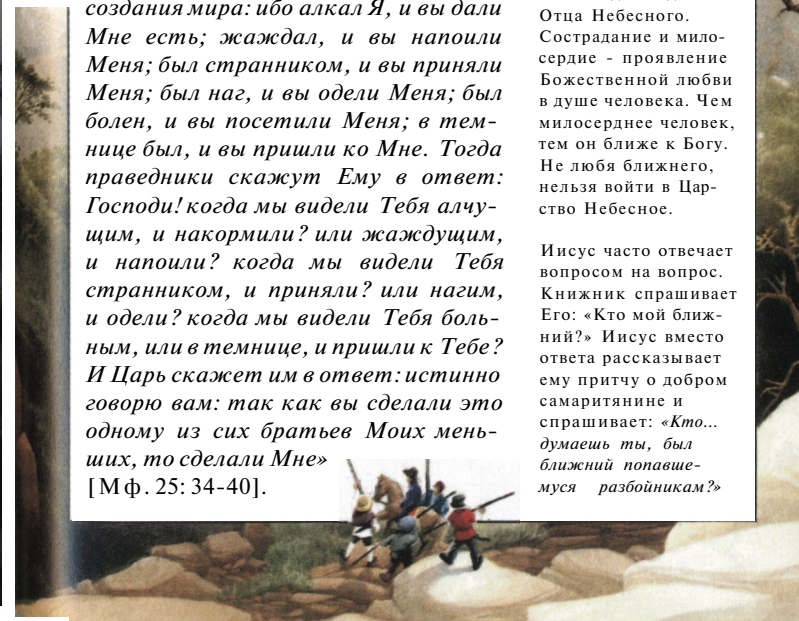 создания мира: ибо алкал Я, и вы дали
Мне есть; жаждал, и вы напоили
Меня; был странником, и вы приняли
Меня; был наг, и вы одели Меня; был
болен, и вы посетили Меня; в тем-
нице был, и вы пришли ко Мне. Тогда
праведники скажут Ему в ответ:
Господи! когда мы видели Тебя алчу-
щим, и накормили? или жаждущим,
и напоили? когда мы видели Тебя
странником, и приняли? или нагим,
и одели? когда мы видели Тебя боль-
ным, или в темнице, и пришли к Тебе?
И Царь скажет им в ответ: истинно
говорю вам: так как вы сделали это
одному из сих братьев Моих мень-
ших, то сделали Мне»
[Мф. 25: 34-40].
Отца Небесного.
Сострадание и мило-
сердие - проявление
Божественной любви
в душе человека. Чем
милосерднее человек,
тем он ближе к Богу.
Не любя ближнего,
нельзя войти в Цар-
ство Небесное.
Иисус часто отвечает
вопросом на вопрос.
Книжник спрашивает
Его: «Кто мой ближ-
ний?» Иисус вместо
ответа рассказывает
ему притчу о добром
самаритянине и
спрашивает: «Кто...
думаешь ты, был
ближний попавше-
муся разбойникам?»